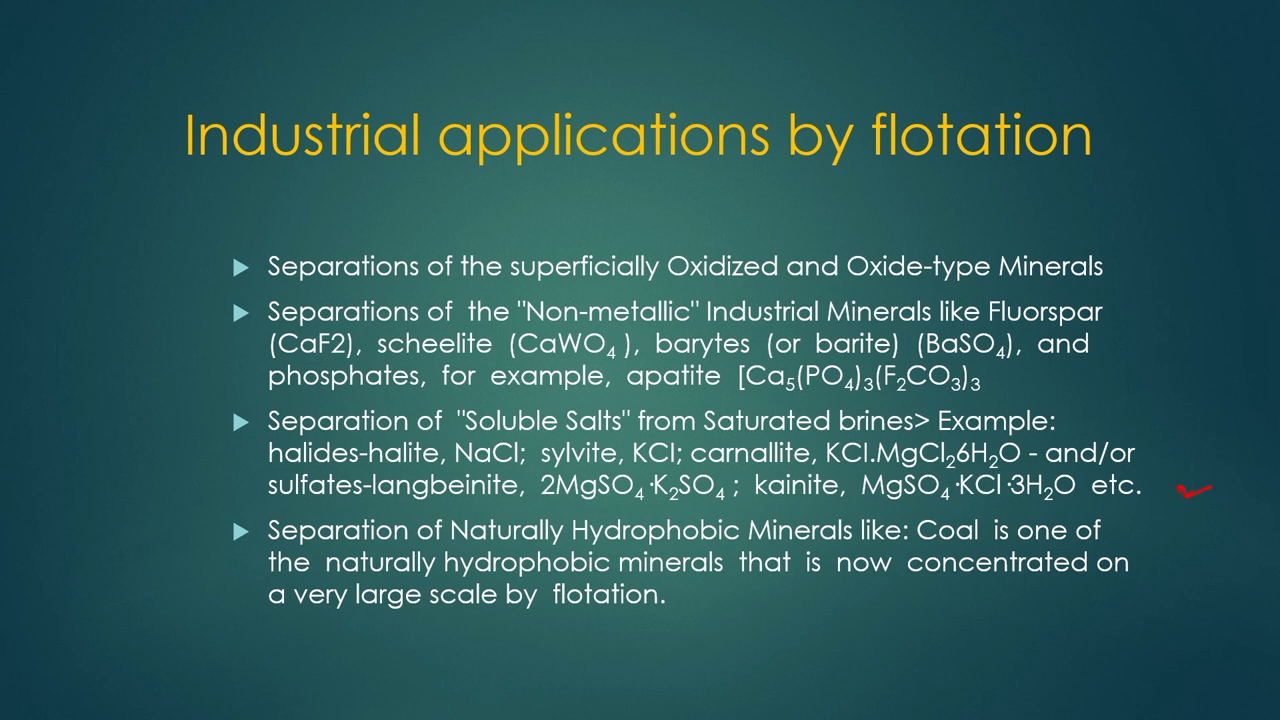 Industrial applications by flotation
Separations of the superficially Oxidized and Oxide-type Minerals
Separations of the "Non-metallic" Industrial Minerals like Fluorspar
(CaF2), scheelite (CaWO₄ ), barytes (or barite) (BaSO₄), and
phosphates, for example, apatite [Ca₅(PO₄)₃(F₂CO₃)₃
Separation of "Soluble Salts" from Saturated brines> Example:
halides-halite, NaCl; sylvite, KCl; carnallite, KCl.MgCl₂6H₂O - and/or
sulfates-langbeinite, 2MgSO₄·K₂SO₄ ; kainite, MgSO₄·KCl·3H₂O etc.
Separation of Naturally Hydrophobic Minerals like: Coal is one of
the naturally hydrophobic minerals that is now concentrated on
a very large scale by flotation.